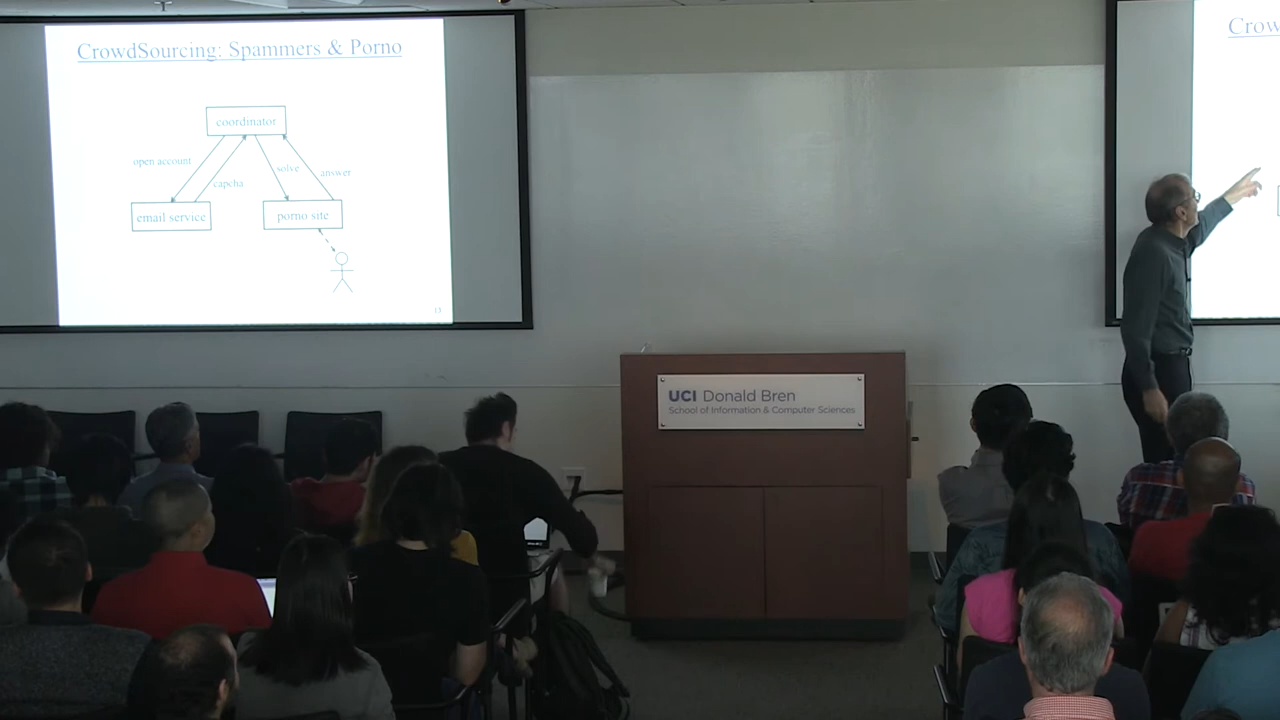 CrowdSourcing: Spammers & Porno
coordinator
open account
solve
answer
capcha
email service
porno site
13
Crow
UCI Donald Bren
School of Information & Computer Sciences